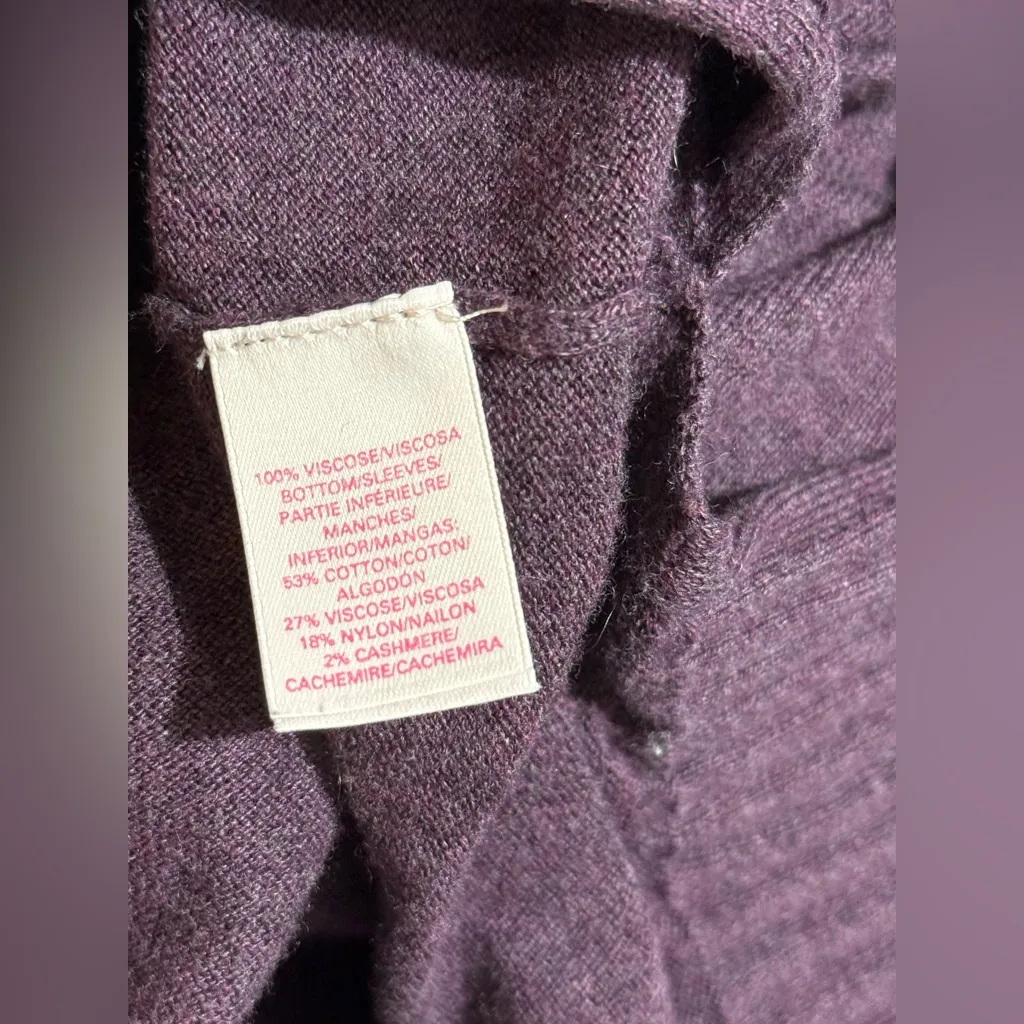 100% VISCOSE/VISCOSA
BOTTOM/SLEEVES/
PARTIE INFÉRIEURE/
MANCHES/
INFERIOR/MANGAS:
53% COTTON/COTON/
ALGODON
27% VISCOSE/VISCOSA
18% NYLON/NAILON
2% CASHMERE/
CACHEMIRE/CACHEMIRA